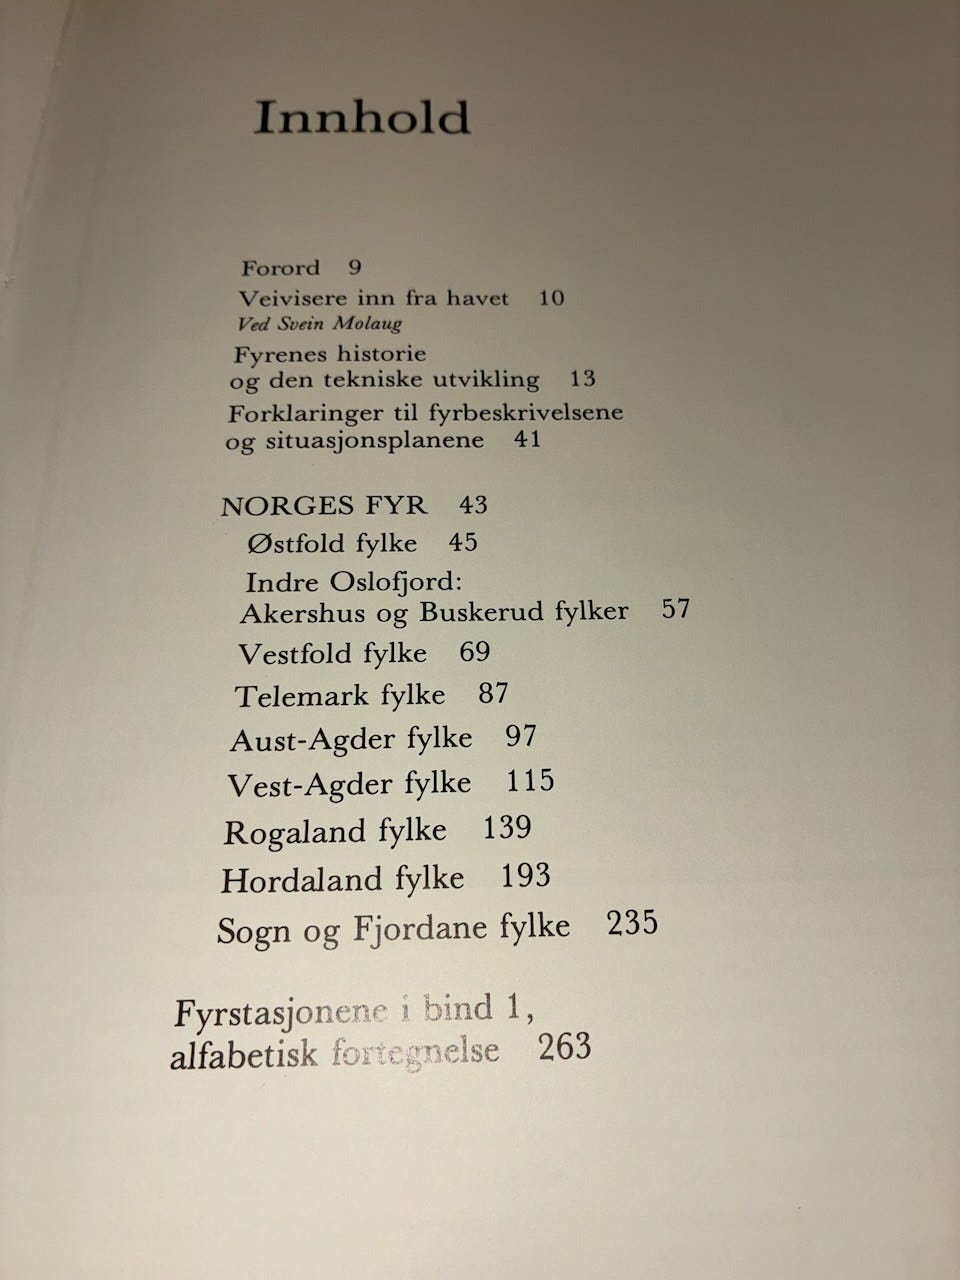 Innhold
Forord 9
Veivisere inn fra havet 10
Ved Svein Molaug
Fyrenes historie
og den tekniske utvikling 13
Forklaringer til fyrbeskrivelsene
og situasjonsplanene 41
NORGES FYR 43
Østfold fylke 45
Indre Oslofjord:
Akershus og Buskerud fylker 57
Vestfold fylke 69
Telemark fylke 87
Aust-Agder fylke 97
Vest-Agder fylke 115
Rogaland fylke 139
Hordaland fylke 193
Sogn og Fjordane fylke 235
Fyrstasjonene i bind 1,
alfabetisk fortegnelse 263